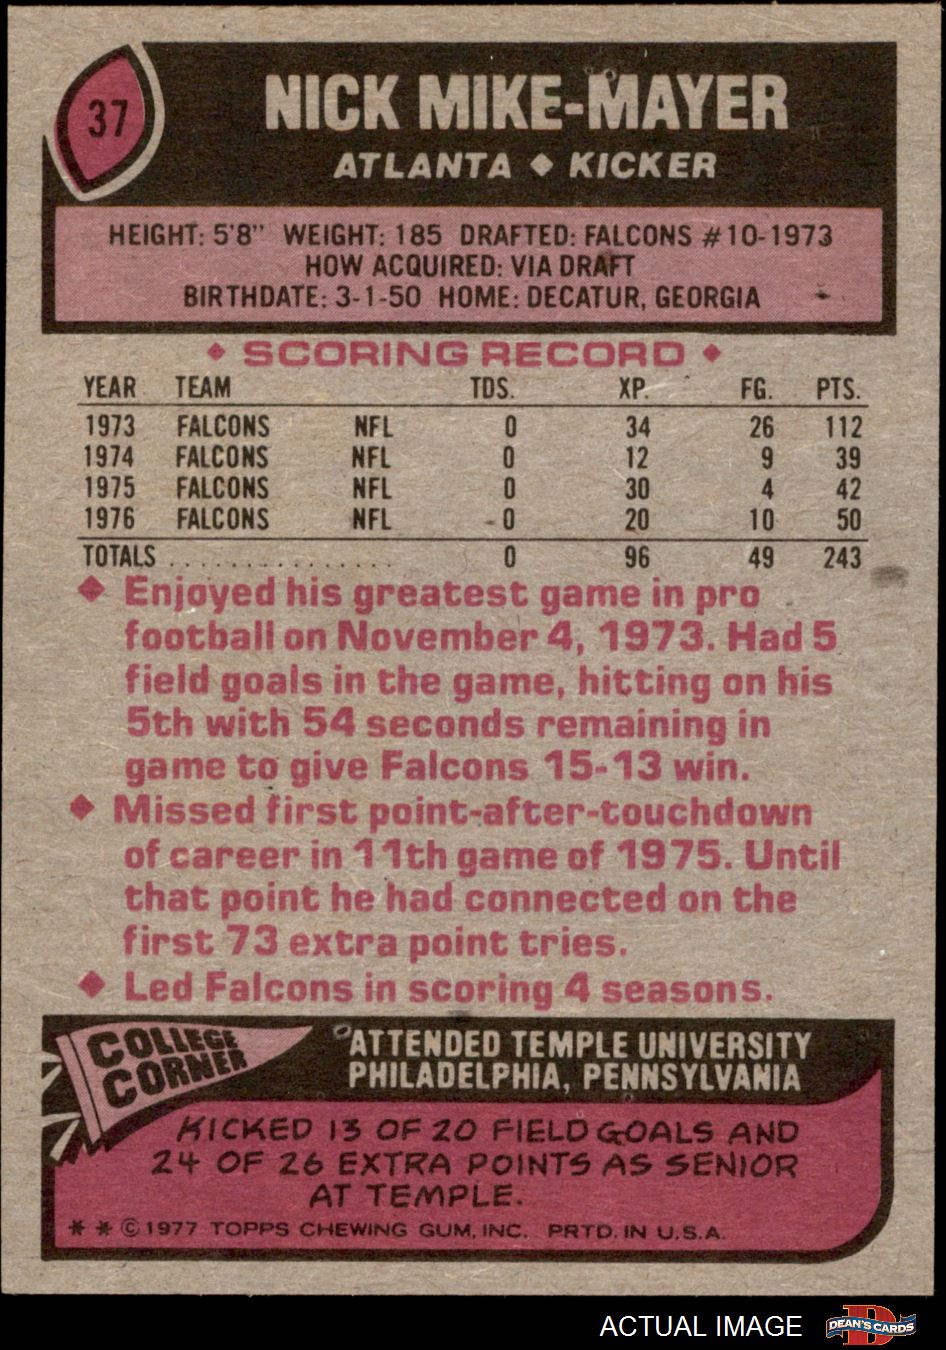 37
NICK MIKE-MAYER
ATLANTA ◆ KICKER
HEIGHT: 5'8" WEIGHT: 185 DRAFTED: FALCONS #10-1973
HOW ACQUIRED: VIA DRAFT
BIRTHDATE: 3-1-50 HOME: DECATUR, GEORGIA
◆ SCORING RECORD ◆
YEAR TEAM TDS. XP. FG. PTS.
1973 FALCONS NFL 0 34 26 112
1974 FALCONS NFL 0 12 9 39
1975 FALCONS NFL 0 30 4 42
1976 FALCONS NFL 0 20 10 50
TOTALS . . . . . . . . . . . . . . . 0 96 49 243
◆ Enjoyed his greatest game in pro
football on November 4, 1973. Had 5
field goals in the game, hitting on his
5th with 54 seconds remaining in
game to give Falcons 15-13 win.
◆ Missed first point-after-touchdown
of career in 11th game of 1975. Until
that point he had connected on the
first 73 extra point tries.
◆ Led Falcons in scoring 4 seasons.
COLLEGE
CORNER
ATTENDED TEMPLE UNIVERSITY
PHILADELPHIA, PENNSYLVANIA
KICKED 13 OF 20 FIELD GOALS AND
24 OF 26 EXTRA POINTS AS SENIOR
AT TEMPLE.
* * © 1977 TOPPS CHEWING GUM, INC. PRTD. IN U.S.A.
ACTUAL IMAGE
D
DEAN'S CARDS